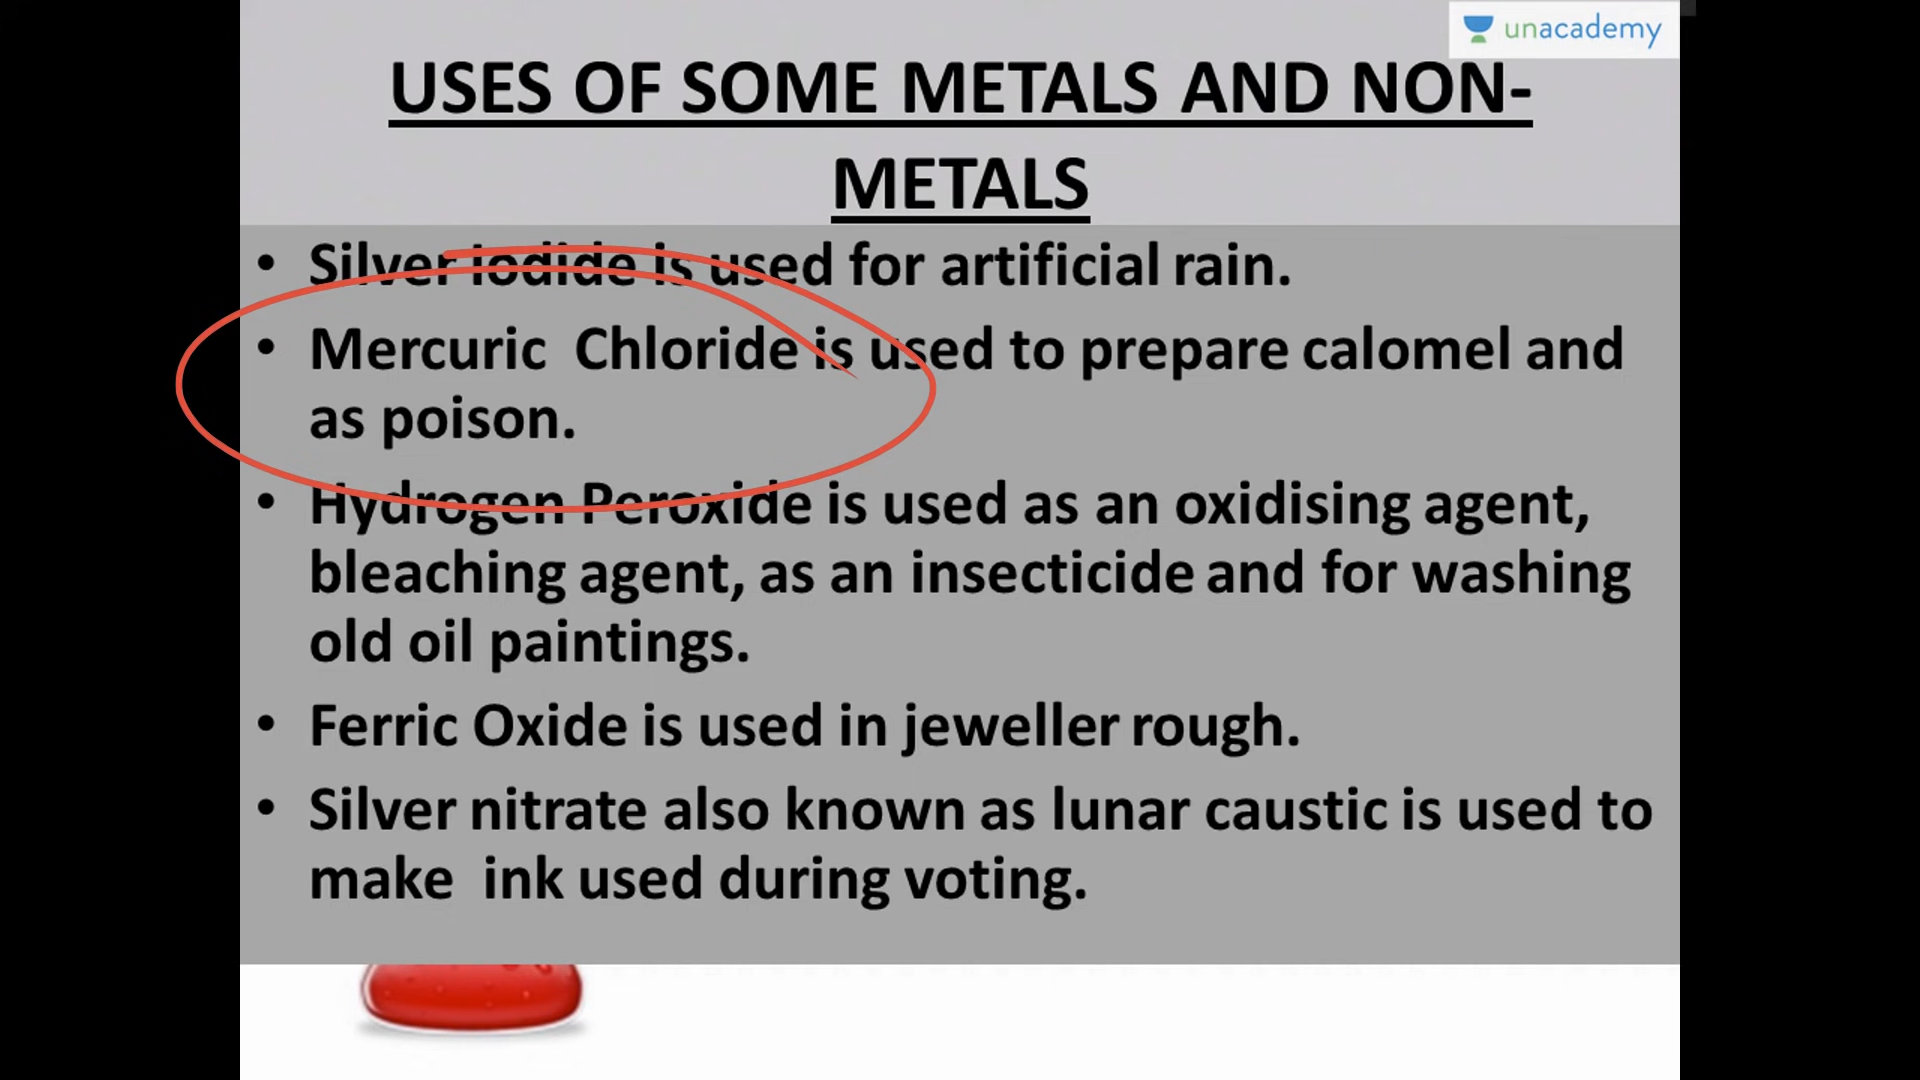 unacademy
USES OF SOME METALS AND NON-
METALS
• Silver Iodide is used for artificial rain.
• Mercuric Chloride is used to prepare calomel and
as poison.
• Hydrogen Peroxide is used as an oxidising agent,
bleaching agent, as an insecticide and for washing
old oil paintings.
• Ferric Oxide is used in jeweller rough.
• Silver nitrate also known as lunar caustic is used to
make ink used during voting.